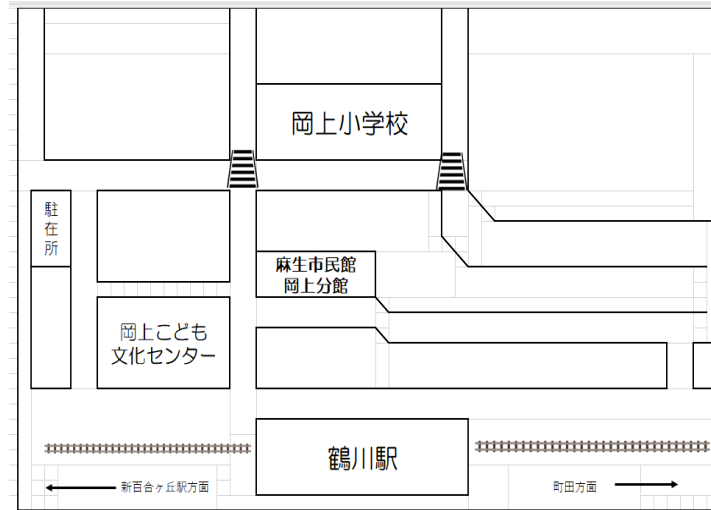 岡上小学校
駐
在
所
麻生市民館
岡上分館
岡上こども
文化センター
鶴川駅
新百合ヶ丘駅方面
町田方面